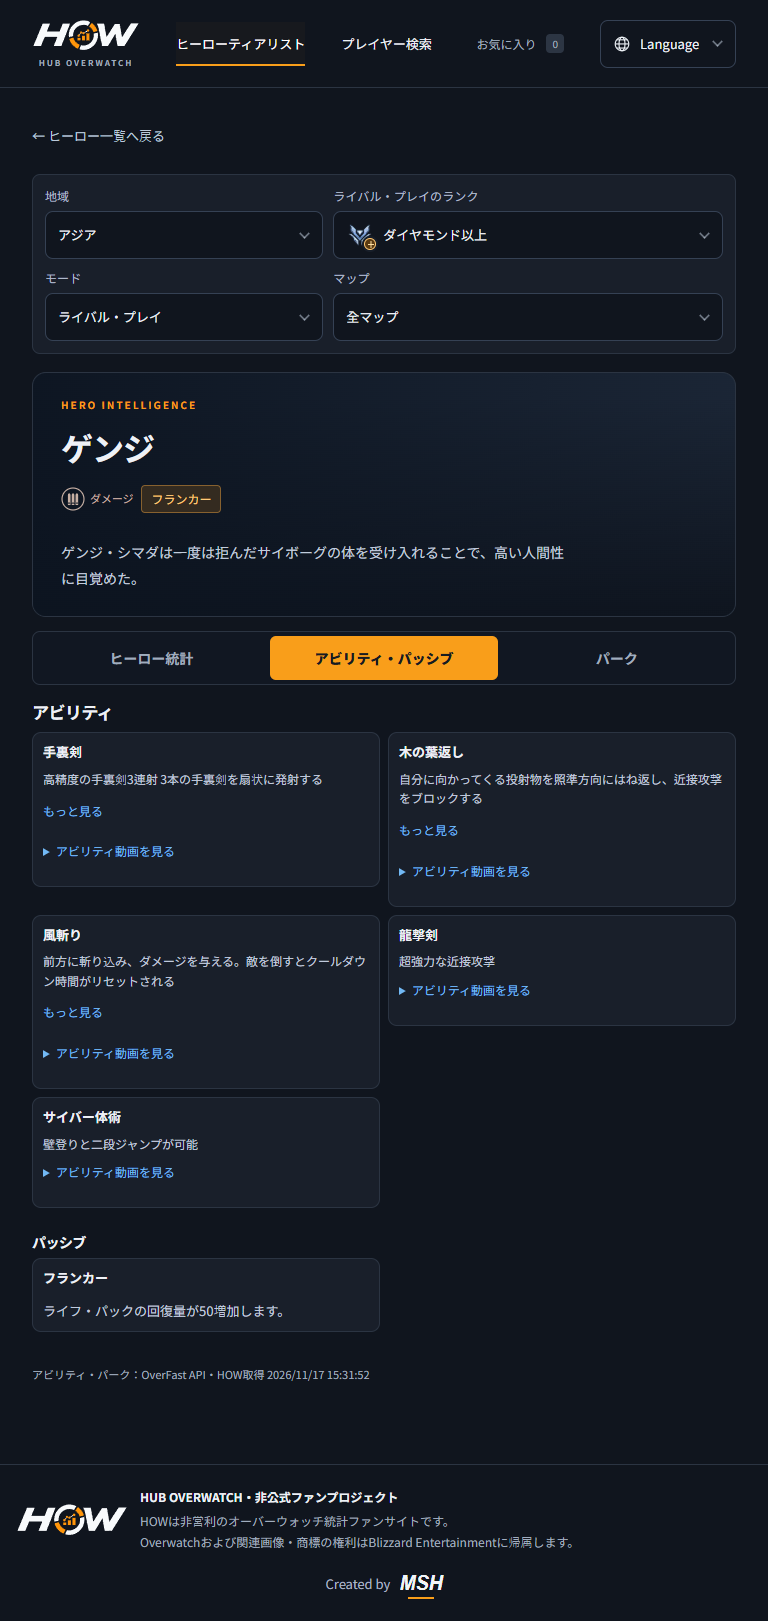 HOW
HUB OVERWATCH
ヒーローティアリスト
プレイヤー検索
お気に入り 0
Language
← ヒーロー一覧へ戻る
地域
ライバル・プレイのランク
アジア
ダイヤモンド以上
モード
マップ
ライバル・プレイ
全マップ
HERO INTELLIGENCE
ゲンジ
ダメージ
フランカー
ゲンジ・シマダは一度は拒んだサイボーグの体を受け入れることで、高い人間性
に目覚めた。
ヒーロー統計
アビリティ・パッシブ
パーク
アビリティ
手裏剣
高精度の手裏剣3連射 3本の手裏剣を扇状に発射する
もっと見る
▶ アビリティ動画を見る
木の葉返し
自分に向かってくる投射物を照準方向にはね返し、近接攻撃
をブロックする
もっと見る
▶ アビリティ動画を見る
風斬り
前方に斬り込み、ダメージを与える。敵を倒すとクールダウ
ン時間がリセットされる
もっと見る
▶ アビリティ動画を見る
龍撃剣
超強力な近接攻撃
▶ アビリティ動画を見る
サイバー体術
壁登りと二段ジャンプが可能
▶ アビリティ動画を見る
パッシブ
フランカー
ライフ・パックの回復量が50増加します。
アビリティ・パーク：OverFast API・HOW取得 2026/11/17 15:31:52
HOW
HUB OVERWATCH・非公式ファンプロジェクト
HOWは非営利のオーバーウォッチ統計ファンサイトです。
Overwatchおよび関連画像・商標の権利はBlizzard Entertainmentに帰属します。
Created by MSH